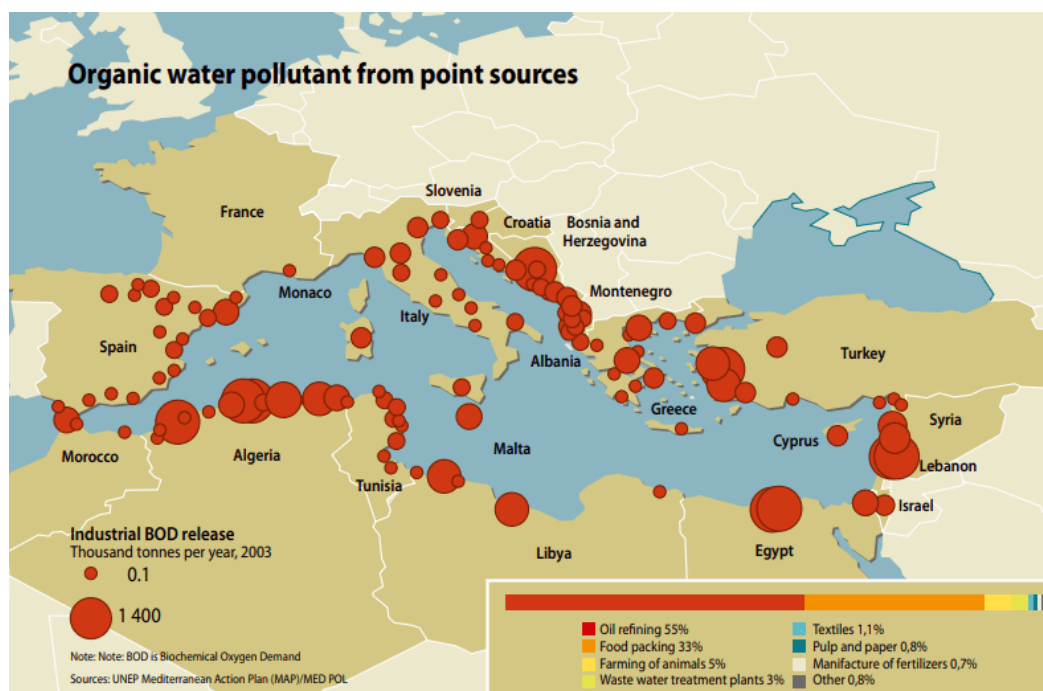 Organic water pollutant from point sources
Slovenia
France
Croatia
Bosnia and
Herzegovina
Monaco
Montenegro
Italy
Spain
Albania
Turkey
Greece
Malta
Cyprus
Syria
Morocco
Algeria
Tunisia
Lebanon
Israel
Libya
Egypt
Industrial BOD release
Thousand tonnes per year, 2003
0.1
1 400
Note: Note: BOD is Biochemical Oxygen Demand
Sources: UNEP Mediterranean Action Plan (MAP)/MED POL
Oil refining 55%
Food packing 33%
Farming of animals 5%
Waste water treatment plants 3%
Textiles 1,1%
Pulp and paper 0,8%
Manifacture of fertilizers 0,7%
Other 0,8%